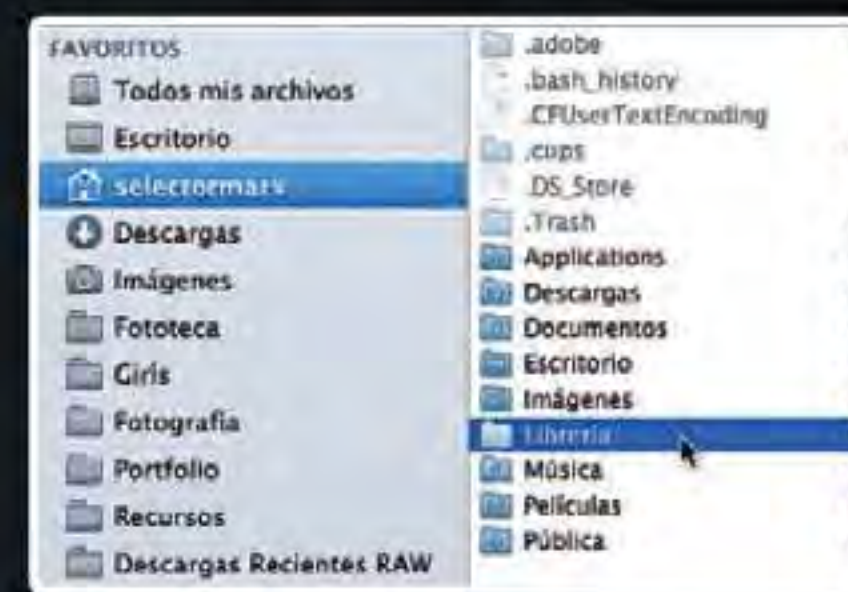 FAVORITOS
Todos mis archivos
Escritorio
selectormarx
Descargas
Imágenes
Fototeca
Girls
Fotografía
Portfolio
Recursos
Descargas Recientes RAW
.adobe
.bash_history
.CFUserTextEncoding
.cups
.DS_Store
.Trash
Applications
Descargas
Documentos
Escritorio
Imágenes
Librería
Música
Películas
Pública